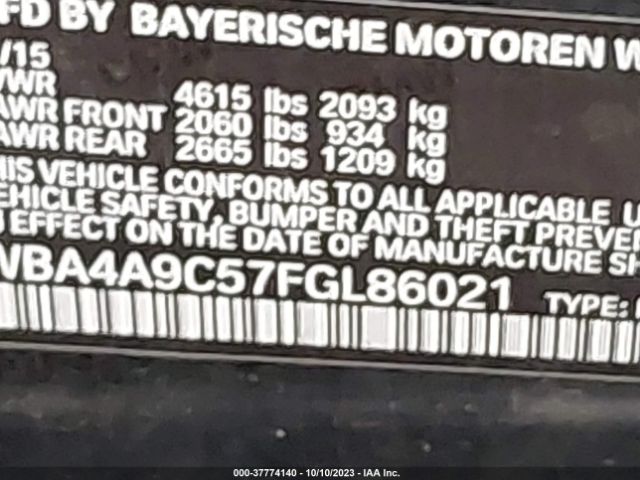 FD BY BAYERISCHE MOTOREN W
/15
VWR 4615 lbs 2093 kg
AWR FRONT 2060 lbs 934 kg
AWR REAR 2665 lbs 1209 kg
HIS VEHICLE CONFORMS TO ALL APPLICABLE U
EHICLE SAFETY, BUMPER AND THEFT PREVEN
N EFFECT ON THE DATE OF MANUFACTURE SH
WBA4A9C57FGL86021 TYPE:
000-37774140 - 10/10/2023 - IAA Inc.